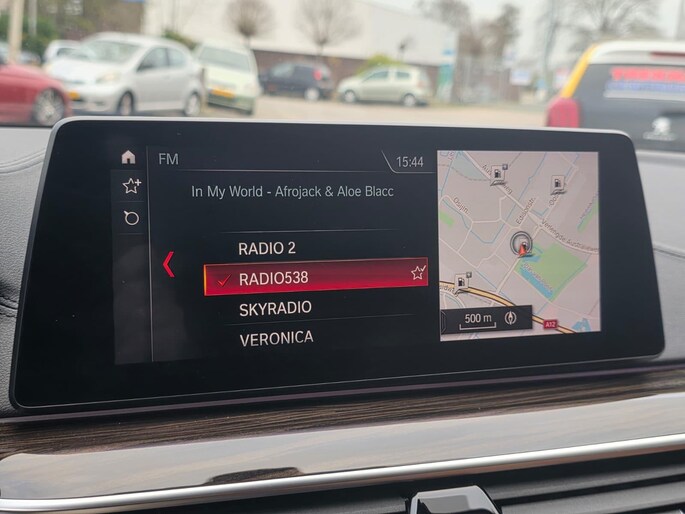 FM
15:44
In My World - Afrojack & Aloe Blacc
RADIO 2
RADIO538
SKYRADIO
VERONICA
500 m
A12